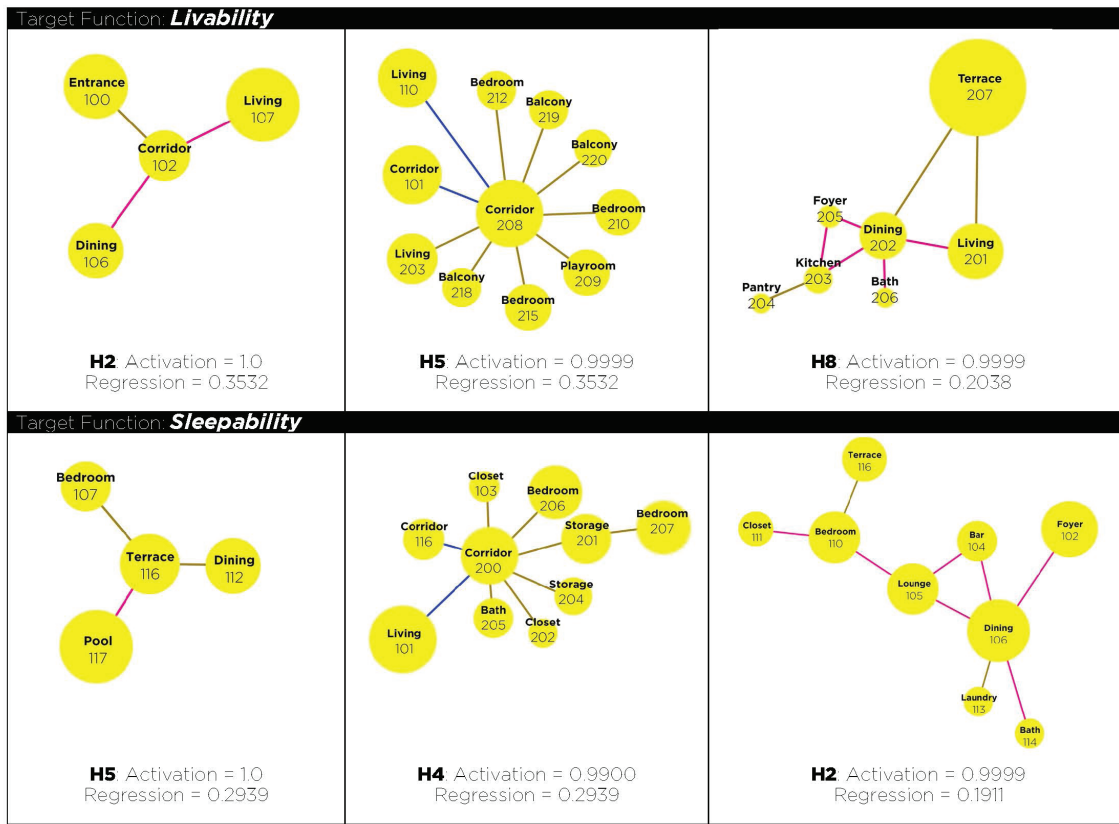 Target Function: Livability
Entrance
100
Living
107
Corridor
102
Dining
106
H2: Activation = 1.0
Regression = 0.3532
Living
110
Bedroom
212
Balcony
219
Balcony
220
Corridor
101
Corridor
208
Bedroom
210
Living
203
Balcony
218
Playroom
209
Bedroom
215
H5: Activation = 0.9999
Regression = 0.3532
Terrace
207
Foyer
205
Dining
202
Living
201
Kitchen
203
Pantry
204
Bath
206
H8: Activation = 0.9999
Regression = 0.2038
Target Function: Sleepability
Bedroom
107
Terrace
116
Dining
112
Pool
117
H5: Activation = 1.0
Regression = 0.2939
Closet
103
Bedroom
206
Bedroom
207
Corridor
116
Storage
201
Corridor
200
Storage
204
Bath
205
Closet
202
Living
101
H4: Activation = 0.9900
Regression = 0.2939
Terrace
116
Closet
111
Bedroom
110
Bar
104
Foyer
102
Lounge
105
Dining
106
Laundry
113
Bath
114
H2: Activation = 0.9999
Regression = 0.1911